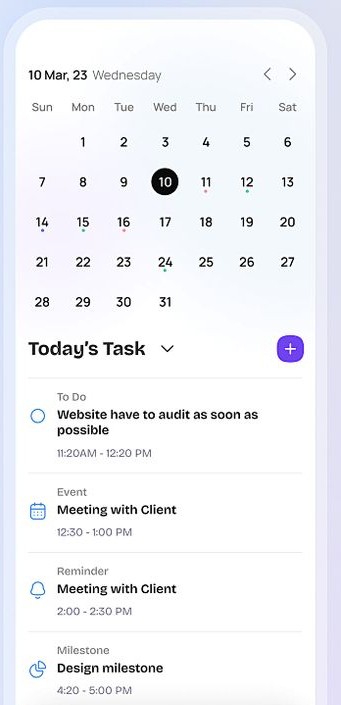 10 Mar, 23 Wednesday
Sun Mon Tue Wed Thu Fri Sat
1 2 3 4 5 6
7 8 9 10 11 12 13
14 15 16 17 18 19 20
21 22 23 24 25 26 27
28 29 30 31
Today's Task
To Do
Website have to audit as soon as
possible
11:20AM - 12:20 PM
Event
Meeting with Client
12:30 - 1:00 PM
Reminder
Meeting with Client
2:00 - 2:30 PM
Milestone
Design milestone
4:20 - 5:00 PM